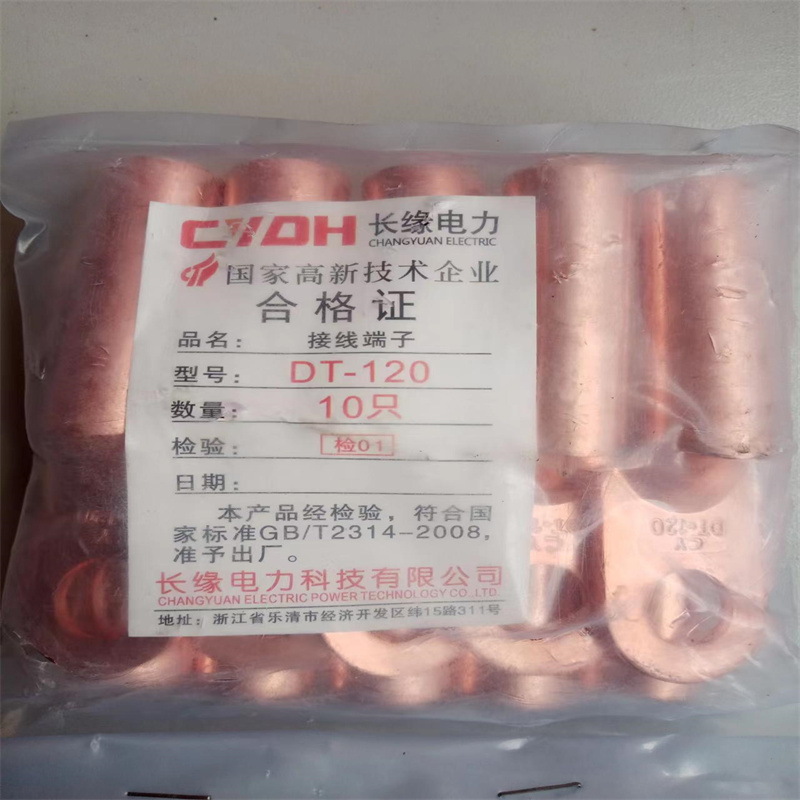 CYDH 长缘电力
CHANGYUAN ELECTRIC
国家高新技术企业
合格证
品名: 接线端子
型号: DT-120
数量: 10只
检验: 检01
日期:
本产品经检验，符合国
家标准GB/T2314-2008,
准予出厂。
长缘电力科技有限公司
CHANGYUAN ELECTRIC POWER TECHNOLOGY CO.,LTD.
地址: 浙江省乐清市经济开发区纬15路311号
DT-120
CY